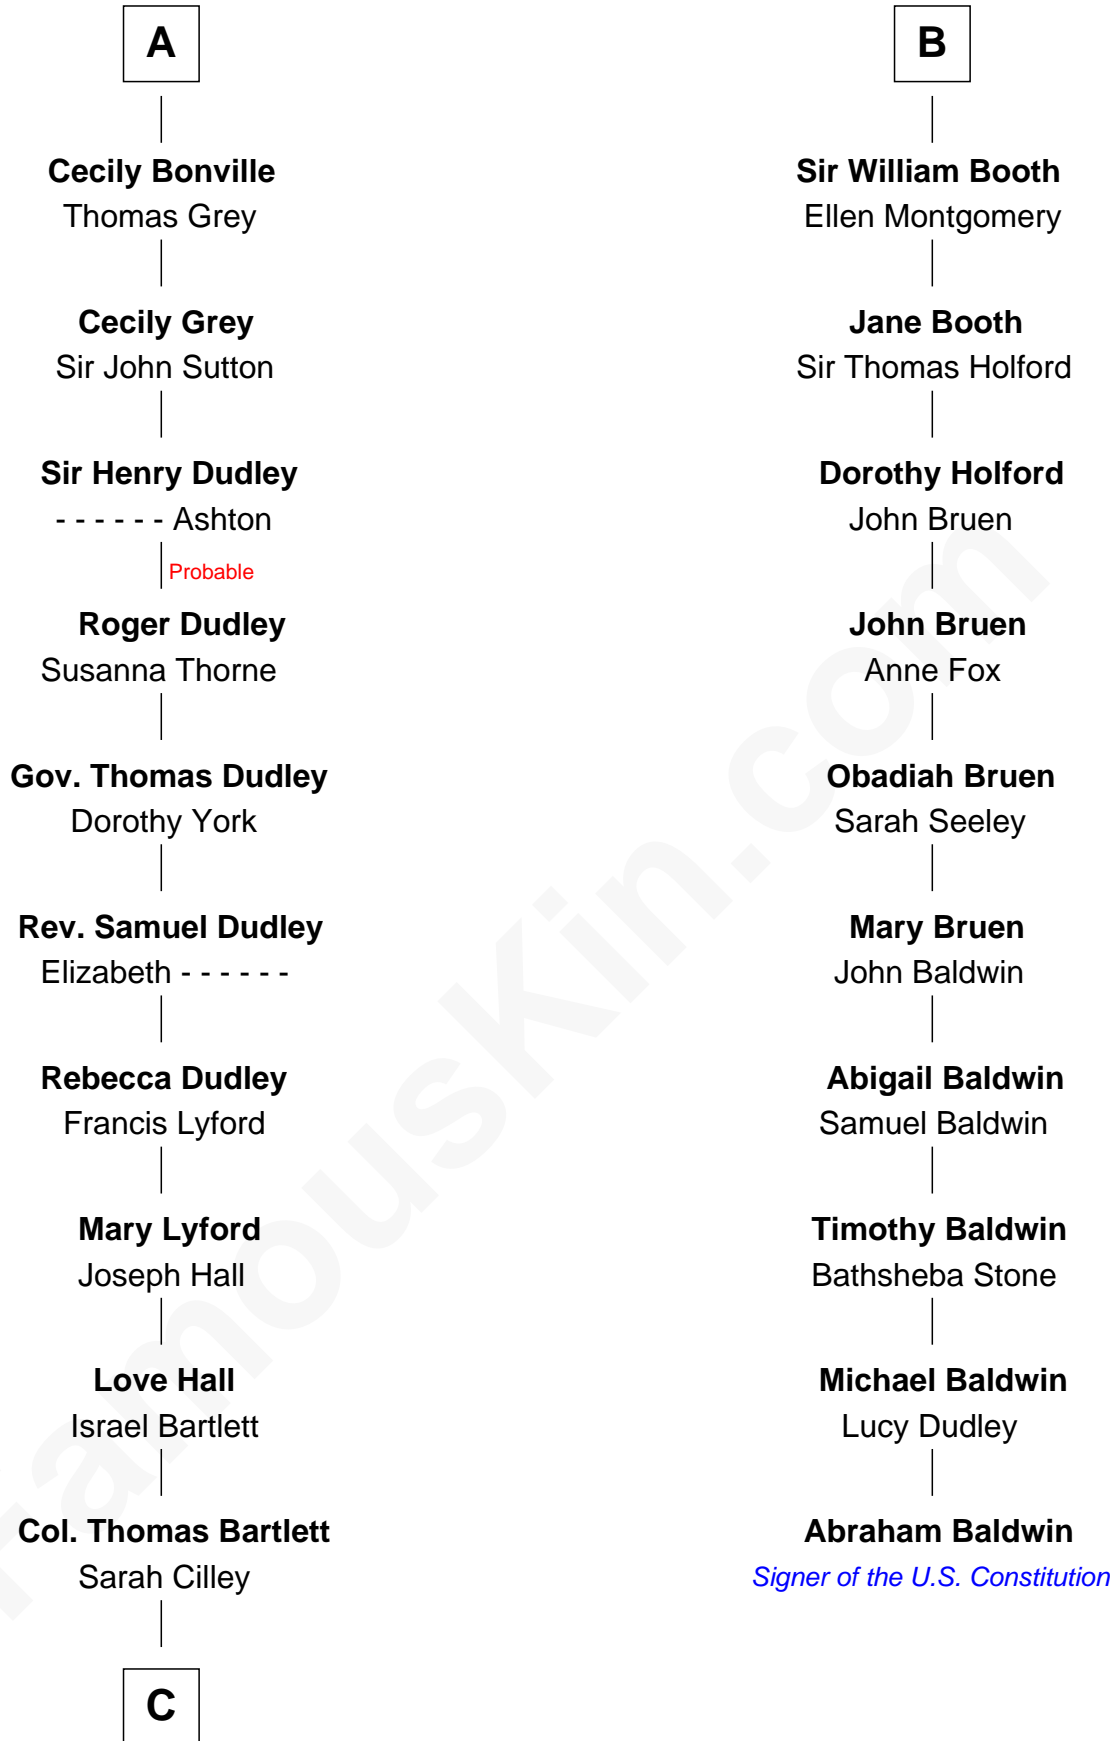 A
Cecily Bonville
Thomas Grey
Cecily Grey
Sir John Sutton
Sir Henry Dudley
- - - - - - Ashton
Probable
Roger Dudley
Susanna Thorne
Gov. Thomas Dudley
Dorothy York
Rev. Samuel Dudley
Elizabeth - - - - - -
Rebecca Dudley
Francis Lyford
Mary Lyford
Joseph Hall
Love Hall
Israel Bartlett
Col. Thomas Bartlett
Sarah Cilley
C
B
Sir William Booth
Ellen Montgomery
Jane Booth
Sir Thomas Holford
Dorothy Holford
John Bruen
John Bruen
Anne Fox
Obadiah Bruen
Sarah Seeley
Mary Bruen
John Baldwin
Abigail Baldwin
Samuel Baldwin
Timothy Baldwin
Bathsheba Stone
Michael Baldwin
Lucy Dudley
Abraham Baldwin
Signer of the U.S. Constitution
FamousKin.com